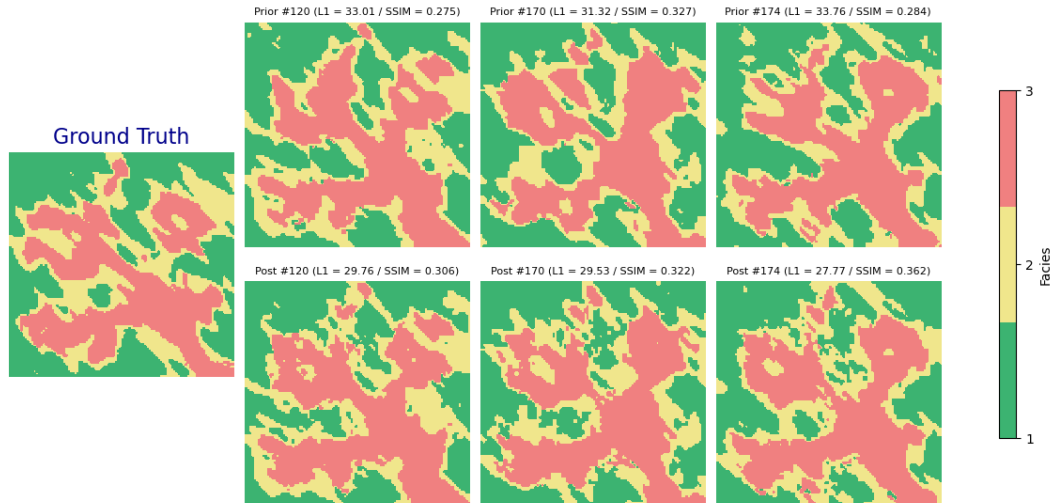 Prior #120 (L1 = 33.01 / SSIM = 0.275)
Prior #170 (L1 = 31.32 / SSIM = 0.327)
Prior #174 (L1 = 33.76 / SSIM = 0.284)
Ground Truth
Post #120 (L1 = 29.76 / SSIM = 0.306)
Post #170 (L1 = 29.53 / SSIM = 0.322)
Post #174 (L1 = 27.77 / SSIM = 0.362)
3
2
1
Facies